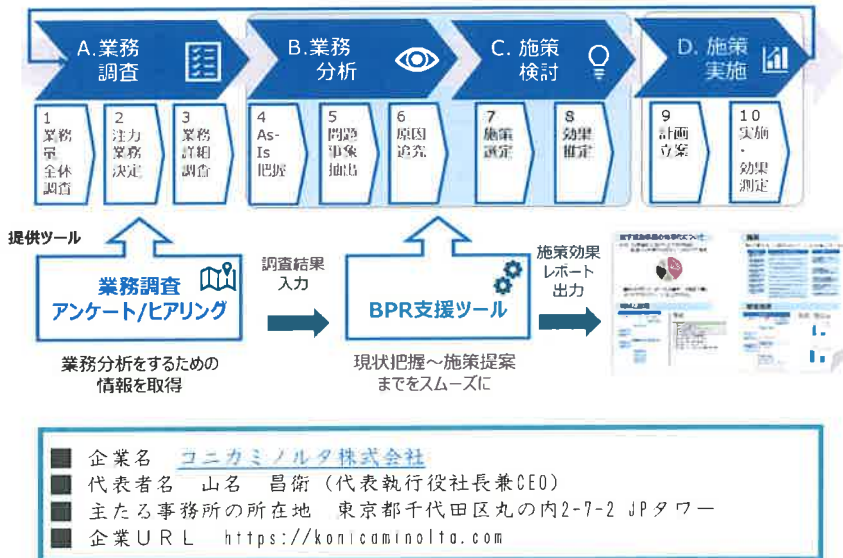 A.業務
調査
B.業務
分析
C. 施策
検討
D. 施策
実施
1
業務
量
全体
調査
2
注力
業務
決定
3
業務
詳細
調査
4
As-
Is
把握
5
問題
事象
抽出
6
原因
追究
7
施策
選定
8
効果
推定
9
計画
立案
10
実施
・
効果
測定
提供ツール
業務調査
アンケート/ヒアリング
業務分析をするための
情報を取得
調査結果
入力
BPR支援ツール
現状把握～施策提案
までをスムーズに
施策効果
レポート
出力
■ 企業名 コニカミノルタ株式会社
■ 代表者名 山名 昌衛（代表執行役社長兼CEO）
■ 主たる事務所の所在地 東京都千代田区丸の内2-7-2 JPタワー
■ 企業URL https://konicaminolta.com